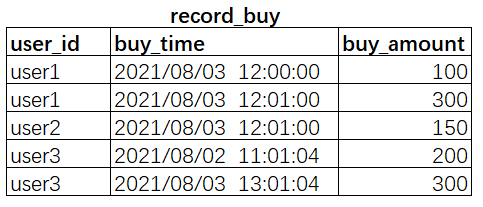 record_buy
user_id buy_time buy_amount
user1 2021/08/03 12:00:00 100
user1 2021/08/03 12:01:00 300
user2 2021/08/03 12:01:00 150
user3 2021/08/02 11:01:04 200
user3 2021/08/03 13:01:04 300